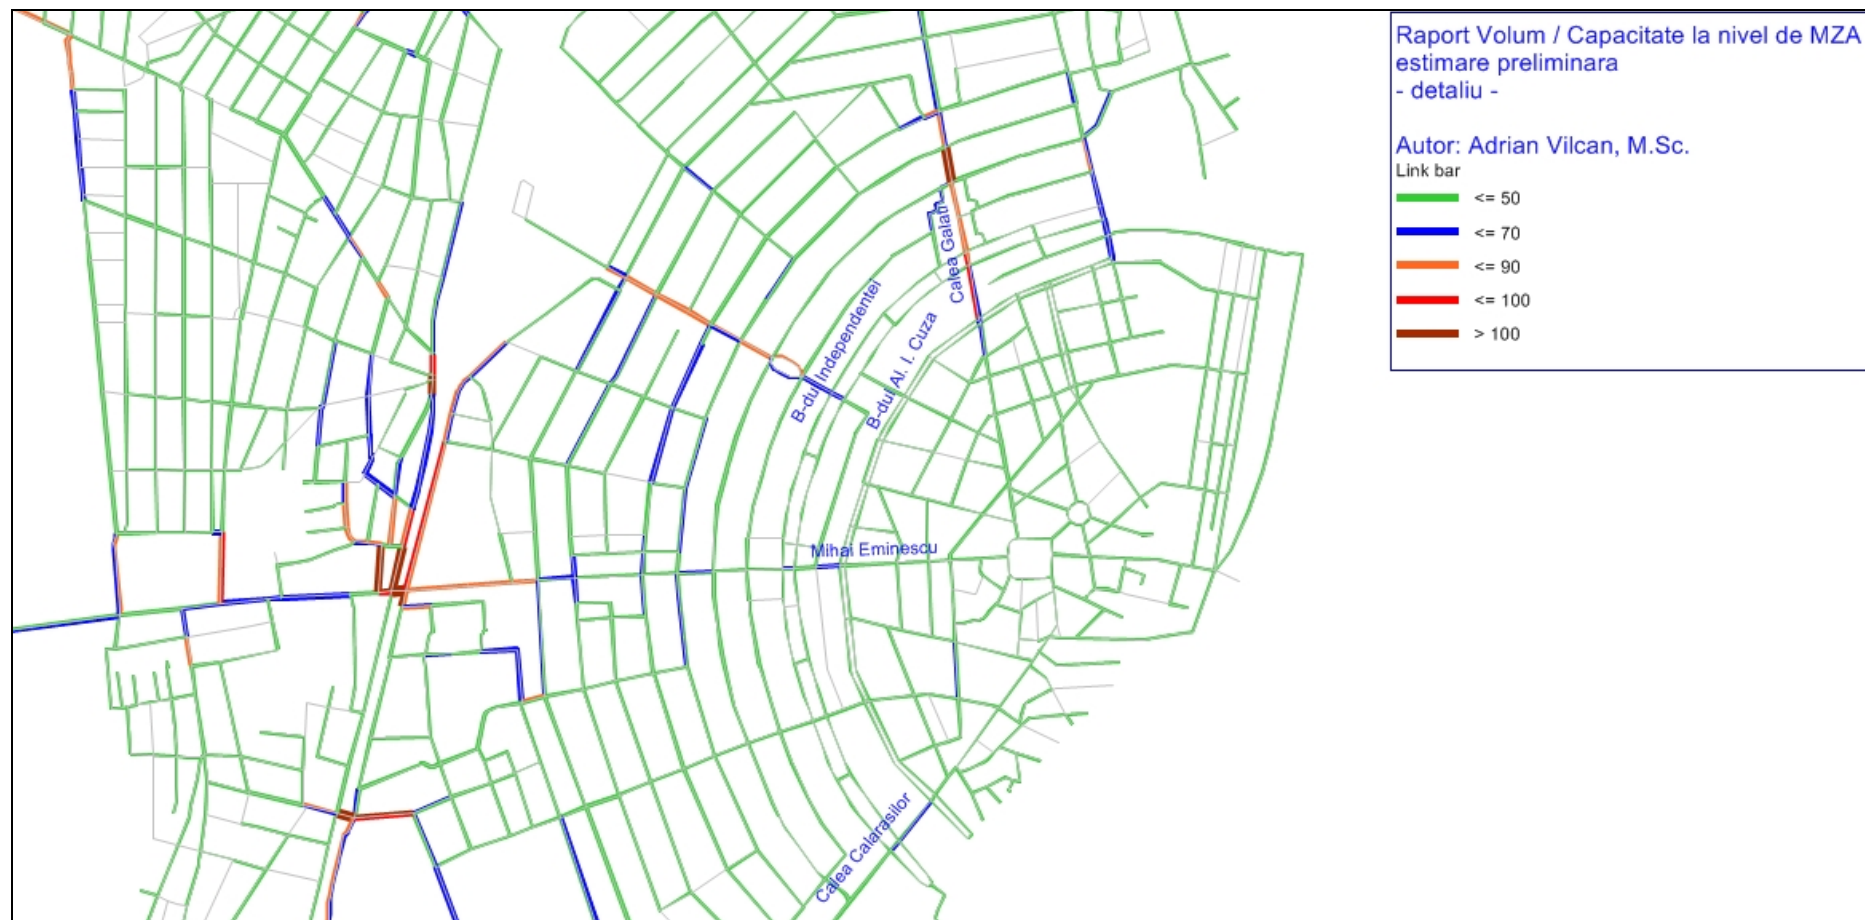 Raport Volum / Capacitate la nivel de MZA
estimare preliminara
- detaliu -
Autor: Adrian Vilcan, M.Sc.
Link bar
<= 50
<= 70
<= 90
<= 100
> 100
Calea Galati
B-dul Independentei
B-dul Al. I. Cuza
Mihai Eminescu
Calea Calarasilor